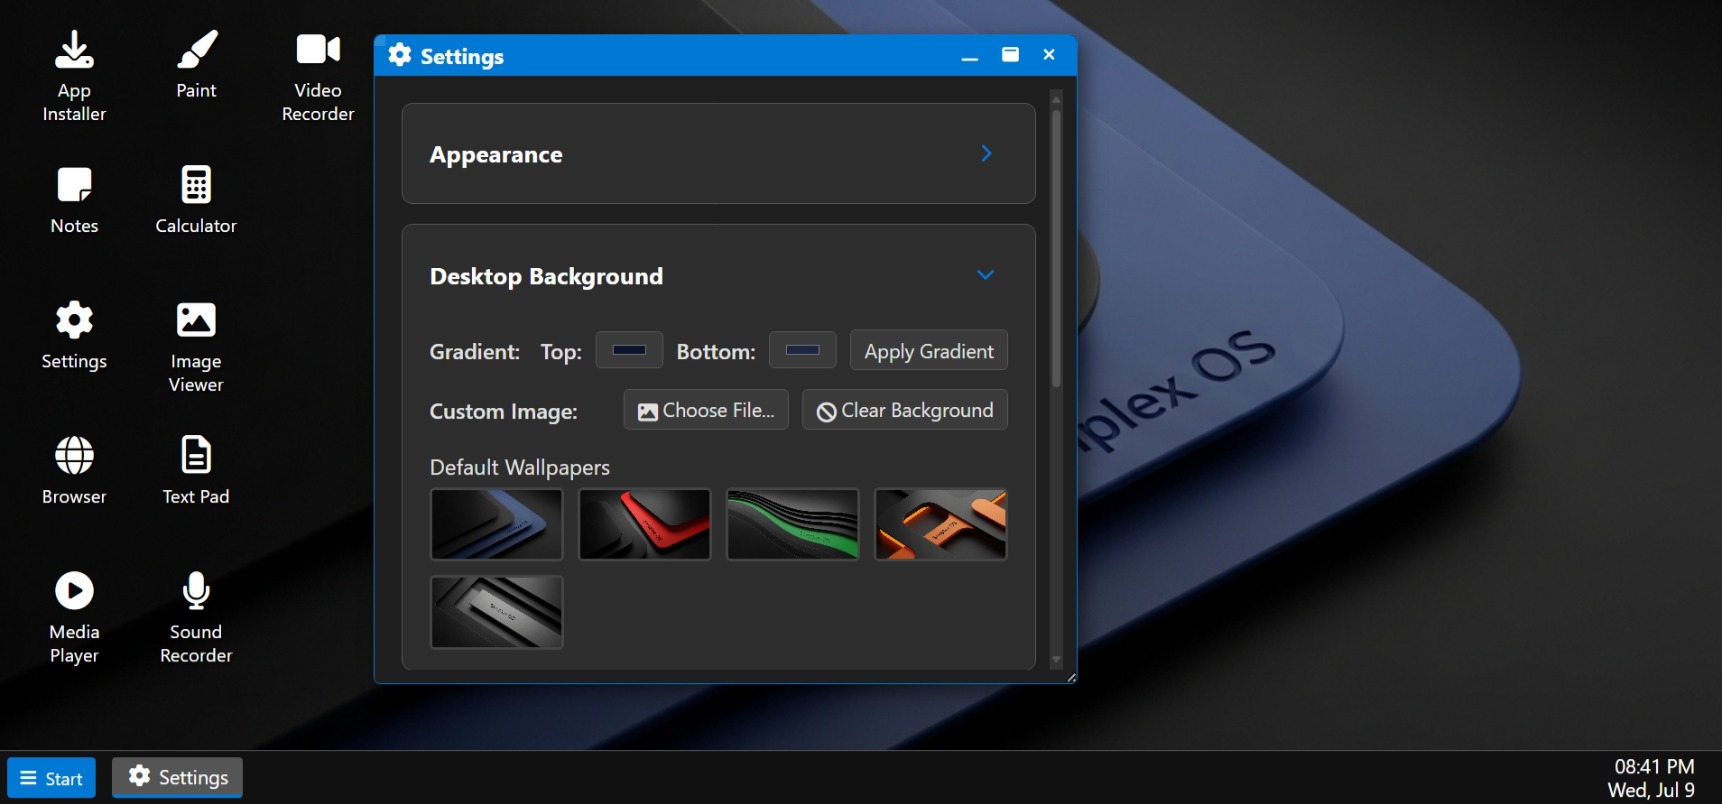 App
Installer
Paint
Video
Recorder
Notes
Calculator
Settings
Image
Viewer
Browser
Text Pad
Media
Player
Sound
Recorder
Settings
Appearance
Desktop Background
Gradient: Top: Bottom: Apply Gradient
Custom Image: Choose File... Clear Background
Default Wallpapers
plex OS
Start
Settings
08:41 PM
Wed, Jul 9